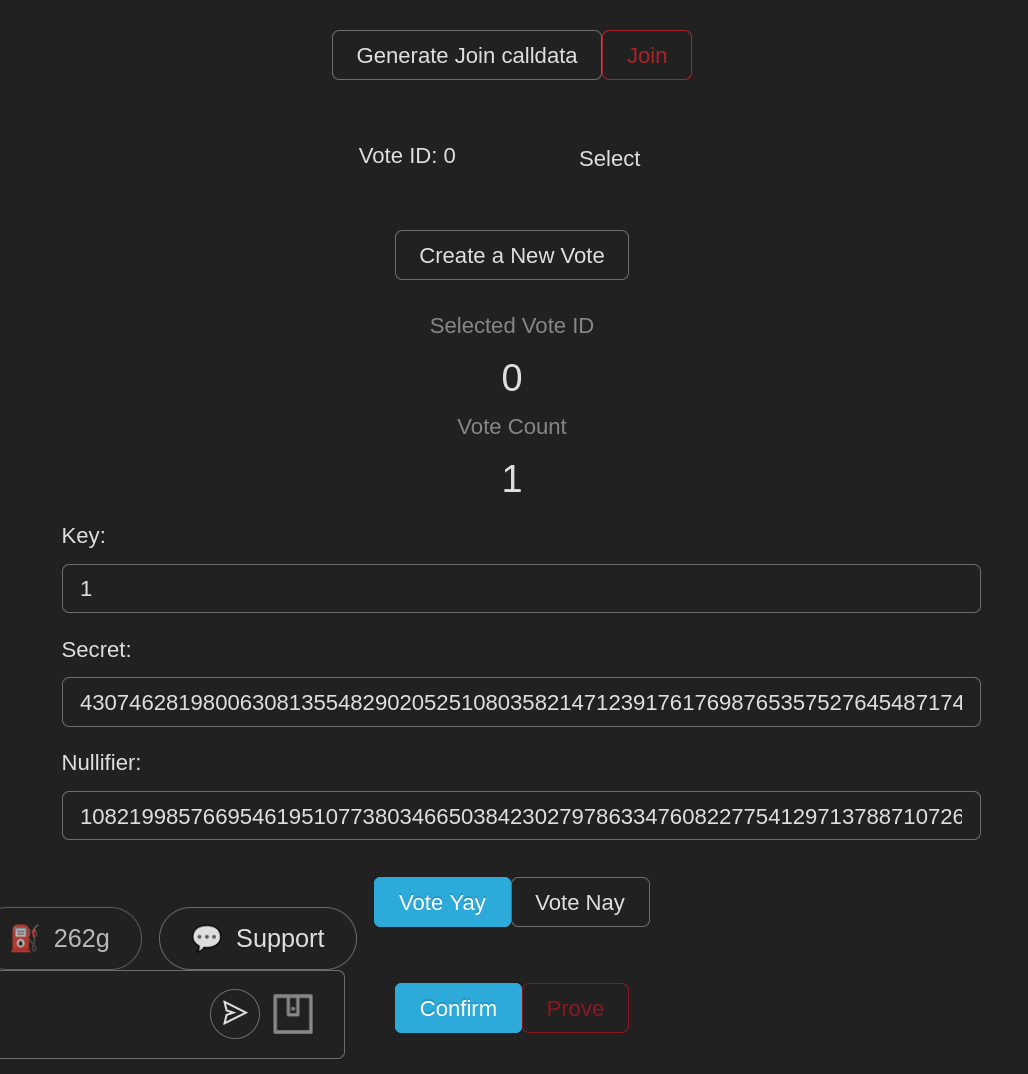 Generate Join calldata Join
Vote ID: 0 Select
Create a New Vote
Selected Vote ID
0
Vote Count
1
Key:
1
Secret:
430746281980063081355482902052510803582147123917617698765357527645487174
Nullifier:
108219985766954619510773803466503842302797863347608227754129713788710726
Vote Yay Vote Nay
262g Support
Confirm Prove